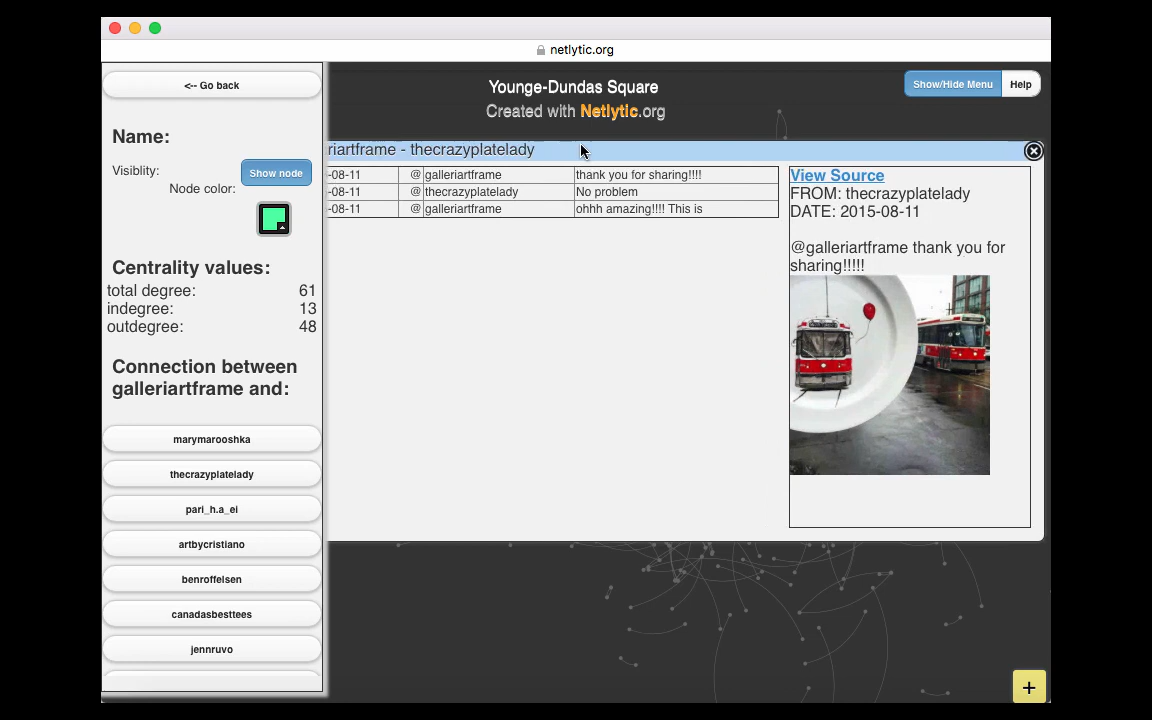 netlytic.org
<-- Go back
Younge-Dundas Square
Created with Netlytic.org
Show/Hide Menu
Help
Name:
Visiblity:
Show node
Node color:
Centrality values:
total degree: 61
indegree: 13
outdegree: 48
Connection between
galleriartframe and:
marymarooshka
thecrazyplatelady
pari_h.a_ei
artbycristiano
benroffelsen
canadasbesttees
jennruvo
riartframe - thecrazyplatelady
-08-11 @ galleriartframe thank you for sharing!!!!
-08-11 @ thecrazyplatelady No problem
-08-11 @ galleriartframe ohhh amazing!!!! This is
View Source
FROM: thecrazyplatelady
DATE: 2015-08-11
@galleriartframe thank you for
sharing!!!!!
+